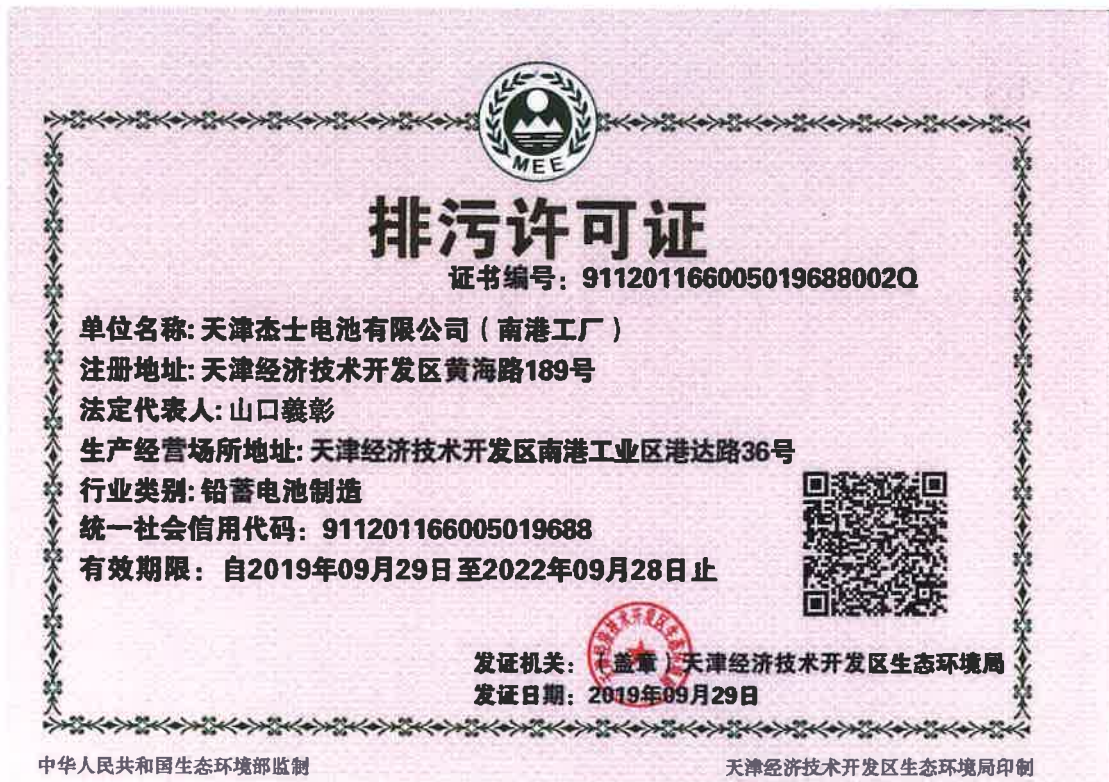 MEE
排污许可证
证书编号：911201166005019688002Q
单位名称:天津杰士电池有限公司（南港工厂）
注册地址:天津经济技术开发区黄海路189号
法定代表人:山口義彰
生产经营场所地址:天津经济技术开发区南港工业区港达路36号
行业类别:铅蓄电池制造
统一社会信用代码：911201166005019688
有效期限：自2019年09月29日至2022年09月28日止
发证机关：（盖章）天津经济技术开发区生态环境局
发证日期：2019年09月29日
中华人民共和国生态环境部监制
天津经济技术开发区生态环境局印制